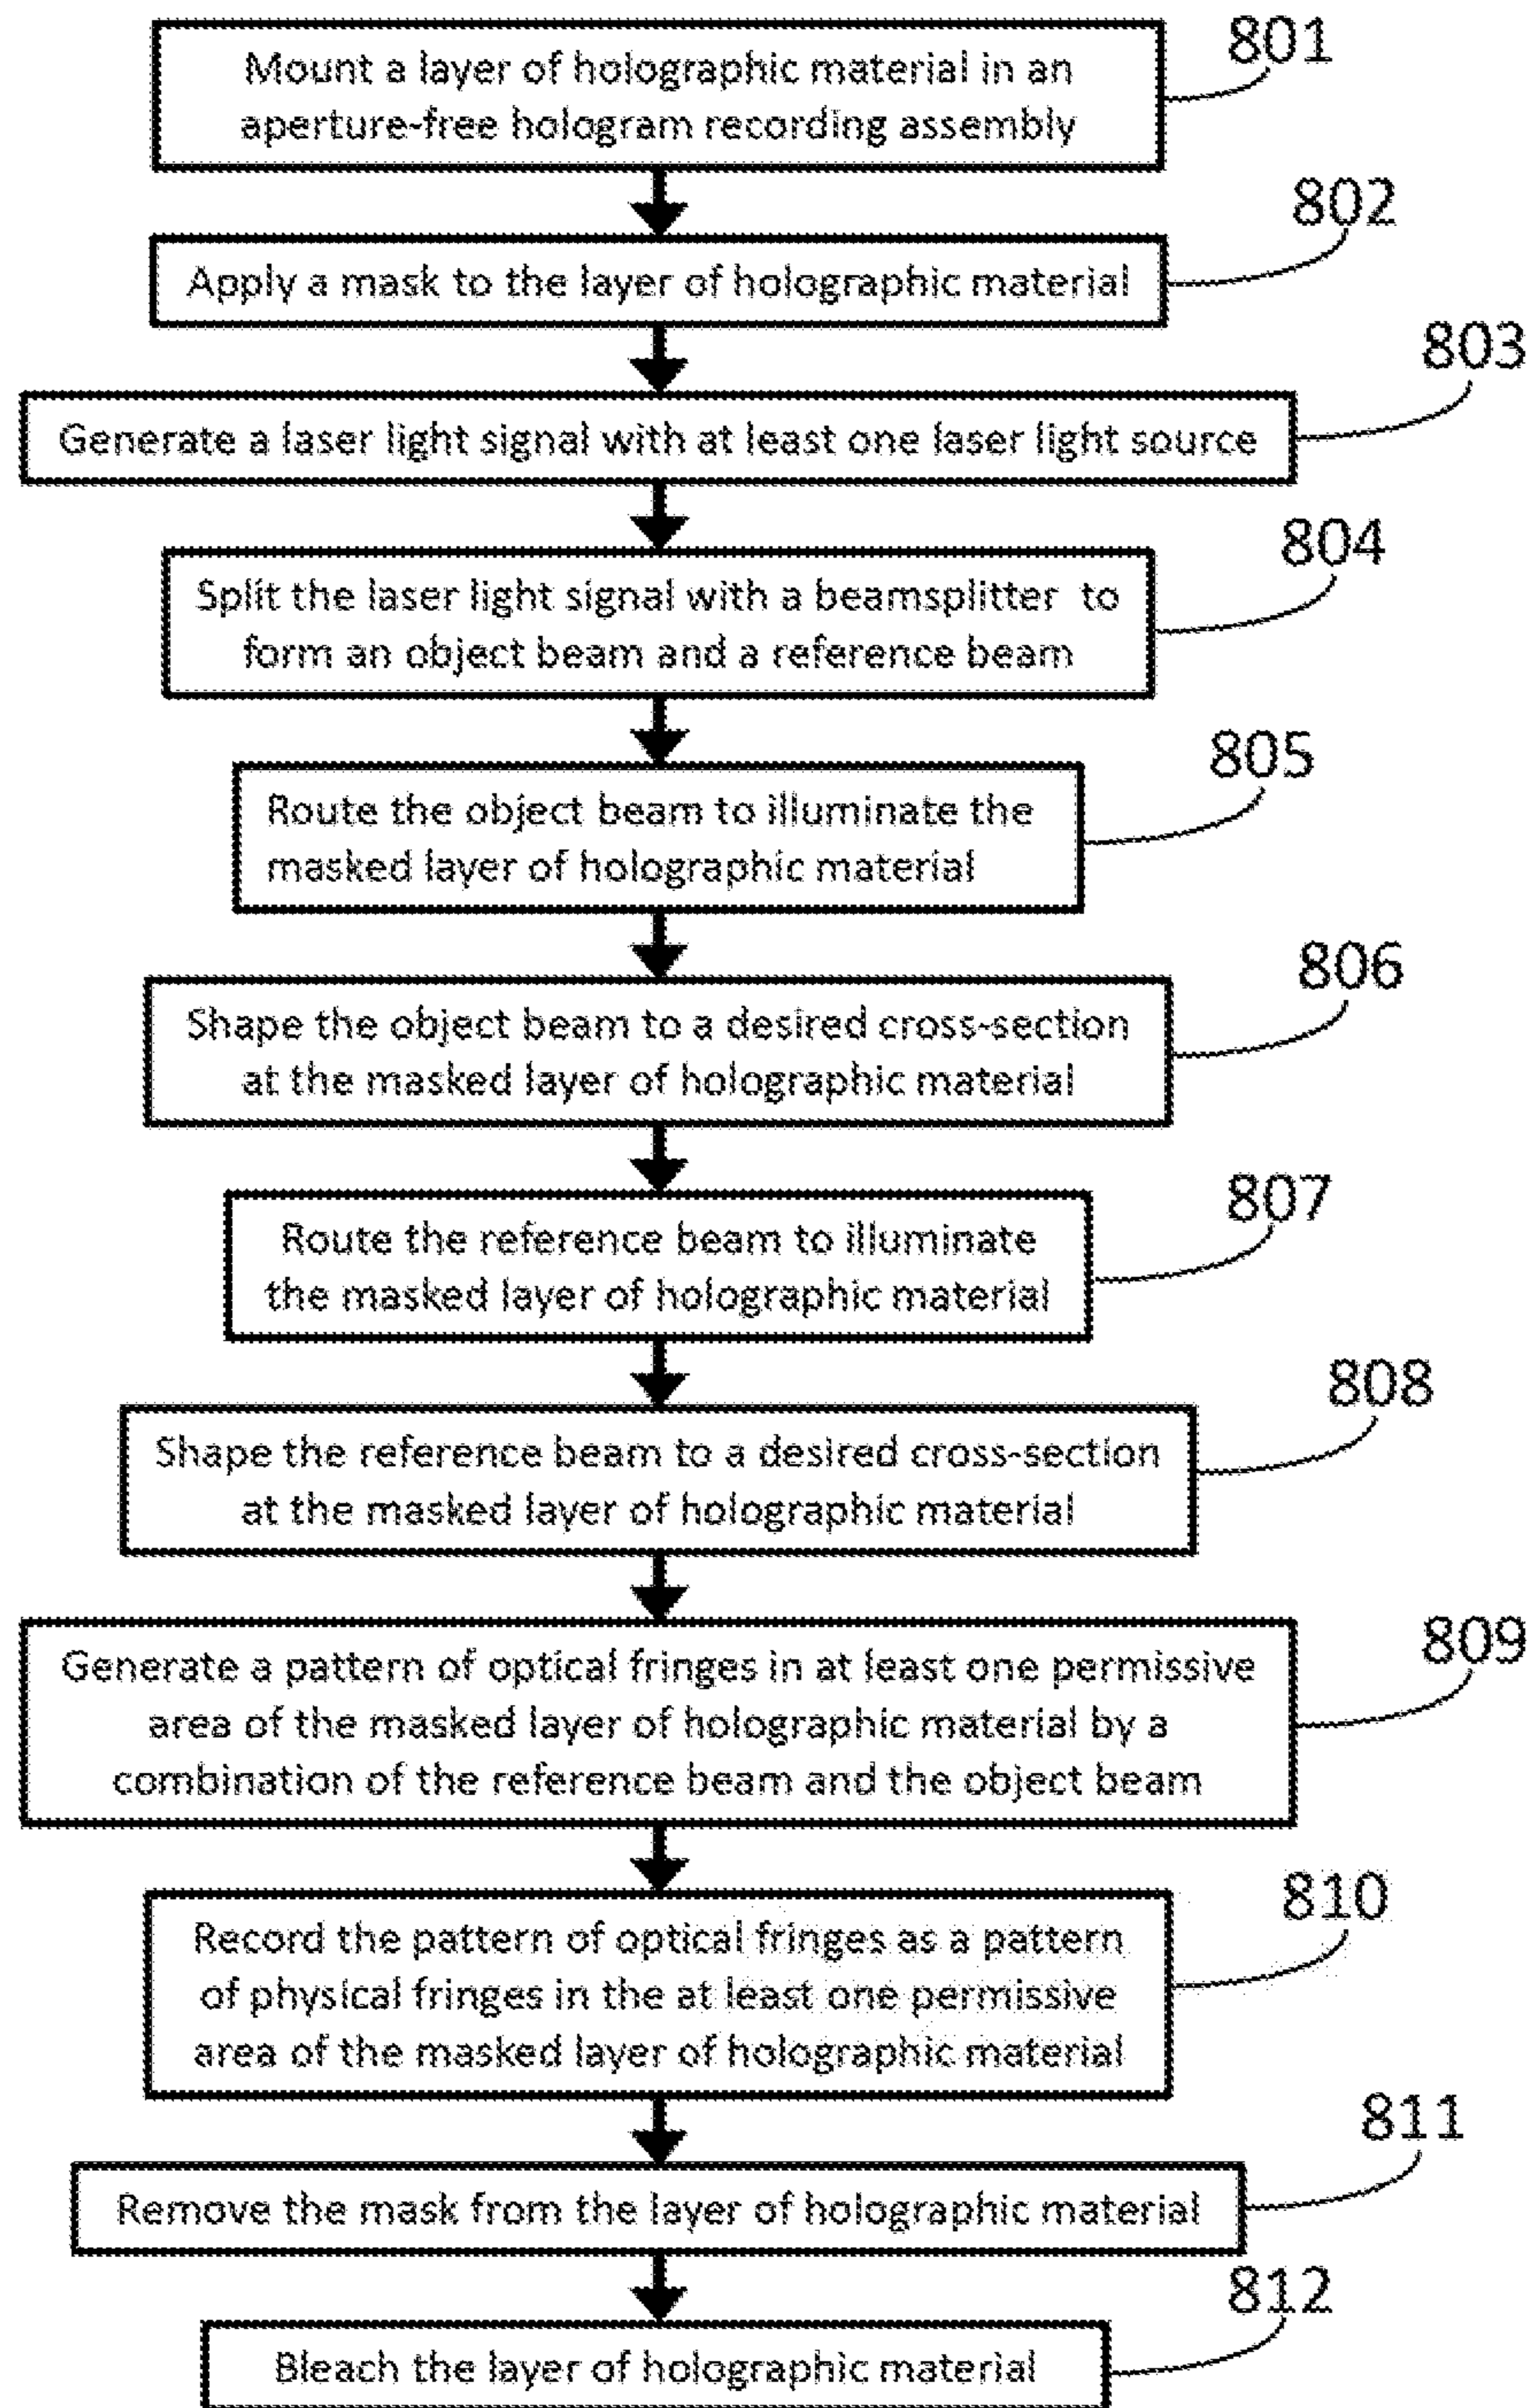 801
Mount a layer of holographic material in an
aperture-free hologram recording assembly
802
Apply a mask to the layer of holographic material
803
Generate a laser light signal with at least one laser light source
804
Split the laser light signal with a beamsplitter to
form an object beam and a reference beam
805
Route the object beam to illuminate the
masked layer of holographic material
806
Shape the object beam to a desired cross-section
at the masked layer of holographic material
807
Route the reference beam to illuminate
the masked layer of holographic material
808
Shape the reference beam to a desired cross-section
at the masked layer of holographic material
809
Generate a pattern of optical fringes in at least one permissive
area of the masked layer of holographic material by a
combination of the reference beam and the object beam
810
Record the pattern of optical fringes as a pattern
of physical fringes in the at least one permissive
area of the masked layer of holographic material
811
Remove the mask from the layer of holographic material
812
Bleach the layer of holographic material